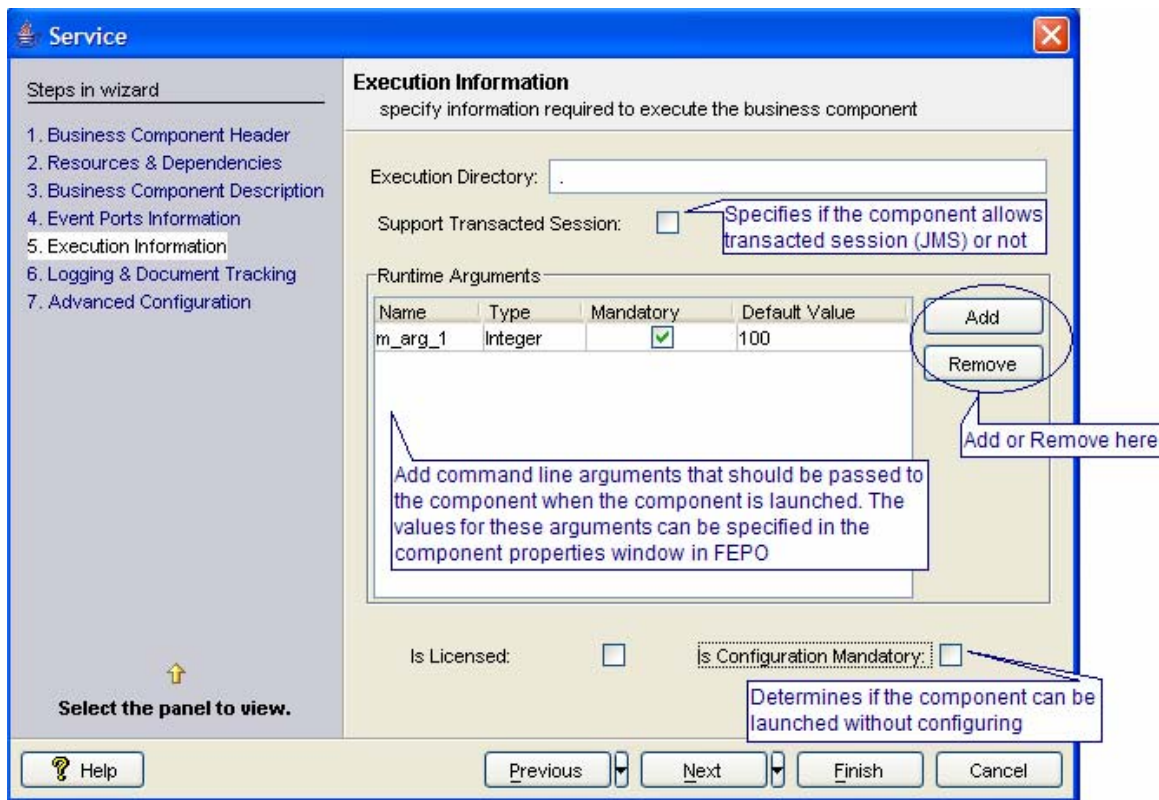 Service
Steps in wizard
1. Business Component Header
2. Resources & Dependencies
3. Business Component Description
4. Event Ports Information
5. Execution Information
6. Logging & Document Tracking
7. Advanced Configuration
Select the panel to view.
Execution Information
specify information required to execute the business component
Execution Directory: .
Support Transacted Session:
Specifies if the component allows
transacted session (JMS) or not
Runtime Arguments
Name Type Mandatory Default Value
m_arg_1 Integer 100
Add
Remove
Add or Remove here
Add command line arguments that should be passed to
the component when the component is launched. The
values for these arguments can be specified in the
component properties window in FEPO
Is Licensed: Is Configuration Mandatory:
Determines if the component can be
launched without configuring
? Help Previous Next Finish Cancel